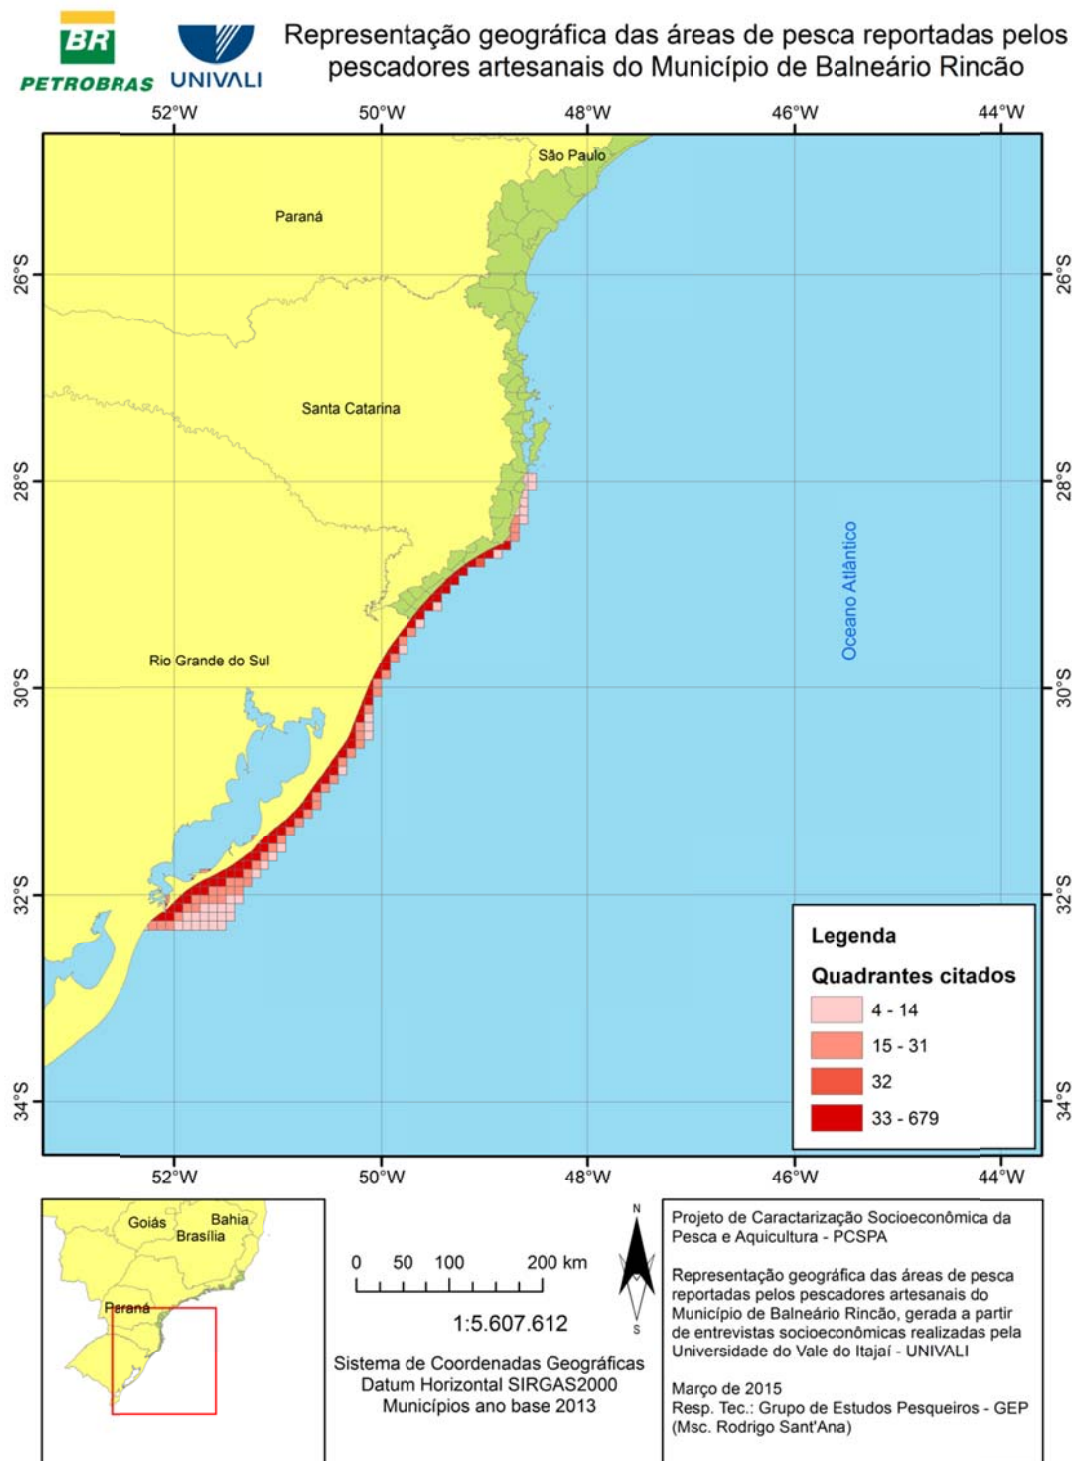 BR
PETROBRAS
UNIVALI
Representação geográfica das áreas de pesca reportadas pelos
pescadores artesanais do Município de Balneário Rincão
52°W 50°W 48°W 46°W 44°W
São Paulo
Paraná
26°S 26°S
Santa Catarina
28°S 28°S
Oceano Atlântico
Rio Grande do Sul
30°S 30°S
32°S 32°S
Legenda
Quadrantes citados
4 - 14
15 - 31
32
33 - 679
34°S 34°S
52°W 50°W 48°W 46°W 44°W
Goiás
Bahia
Brasília
Paraná
0 50 100 200 km
1:5.607.612
Sistema de Coordenadas Geográficas
Datum Horizontal SIRGAS2000
Municípios ano base 2013
N
S
Projeto de Caractarização Socioeconômica da
Pesca e Aquicultura - PCSPA
Representação geográfica das áreas de pesca
reportadas pelos pescadores artesanais do
Município de Balneário Rincão, gerada a partir
de entrevistas socioeconômicas realizadas pela
Universidade do Vale do Itajaí - UNIVALI
Março de 2015
Resp. Tec.: Grupo de Estudos Pesqueiros - GEP
(Msc. Rodrigo Sant'Ana)